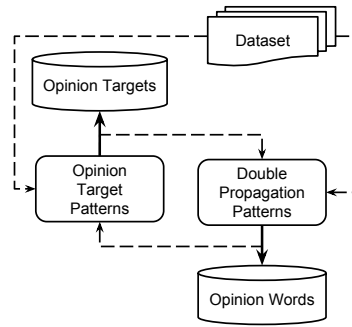 Dataset
Opinion Targets
Opinion
Target
Patterns
Double
Propagation
Patterns
Opinion Words